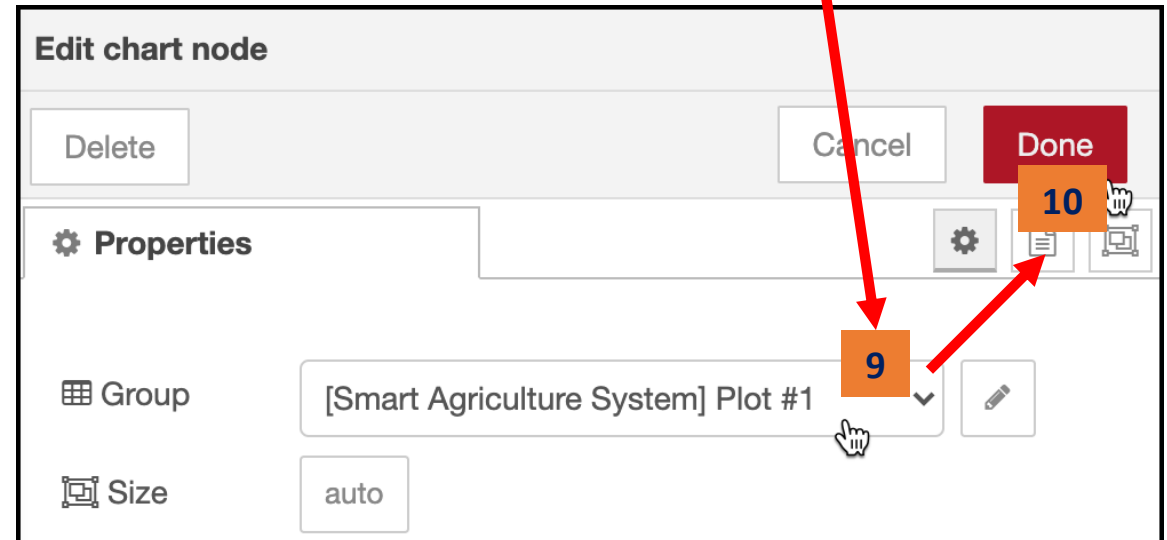 Edit chart node
Delete
Cancel
Done
10
Properties
9
Group
[Smart Agriculture System] Plot #1
Size
auto